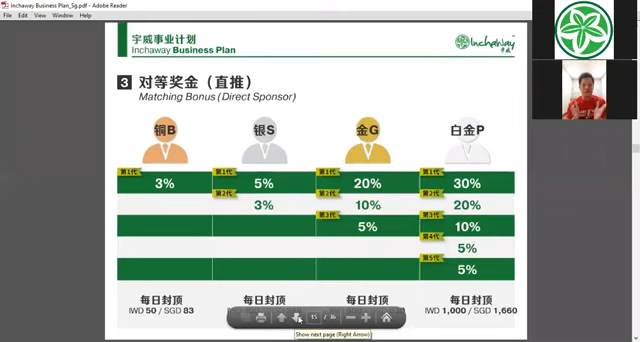 Inchaway Business Plan_Sg.pdf - Adobe Reader
File Edit View Window Help
宇威事业计划
Inchaway Business Plan
Inchaway
3 对等奖金（直推）
Matching Bonus (Direct Sponsor)
铜B 银S 金G 白金P
第1代 第1代 第1代 第1代
3% 5% 20% 30%
第2代 第2代 第2代
3% 10% 20%
第3代 第3代
5% 10%
第4代
5%
第5代
5%
每日封顶 每日封顶 每日封顶 每日封顶
IWD 50 / SGD 83 IWD 1,000 / SGD 1,660
15 / 36
Show next page (Right Arrow)